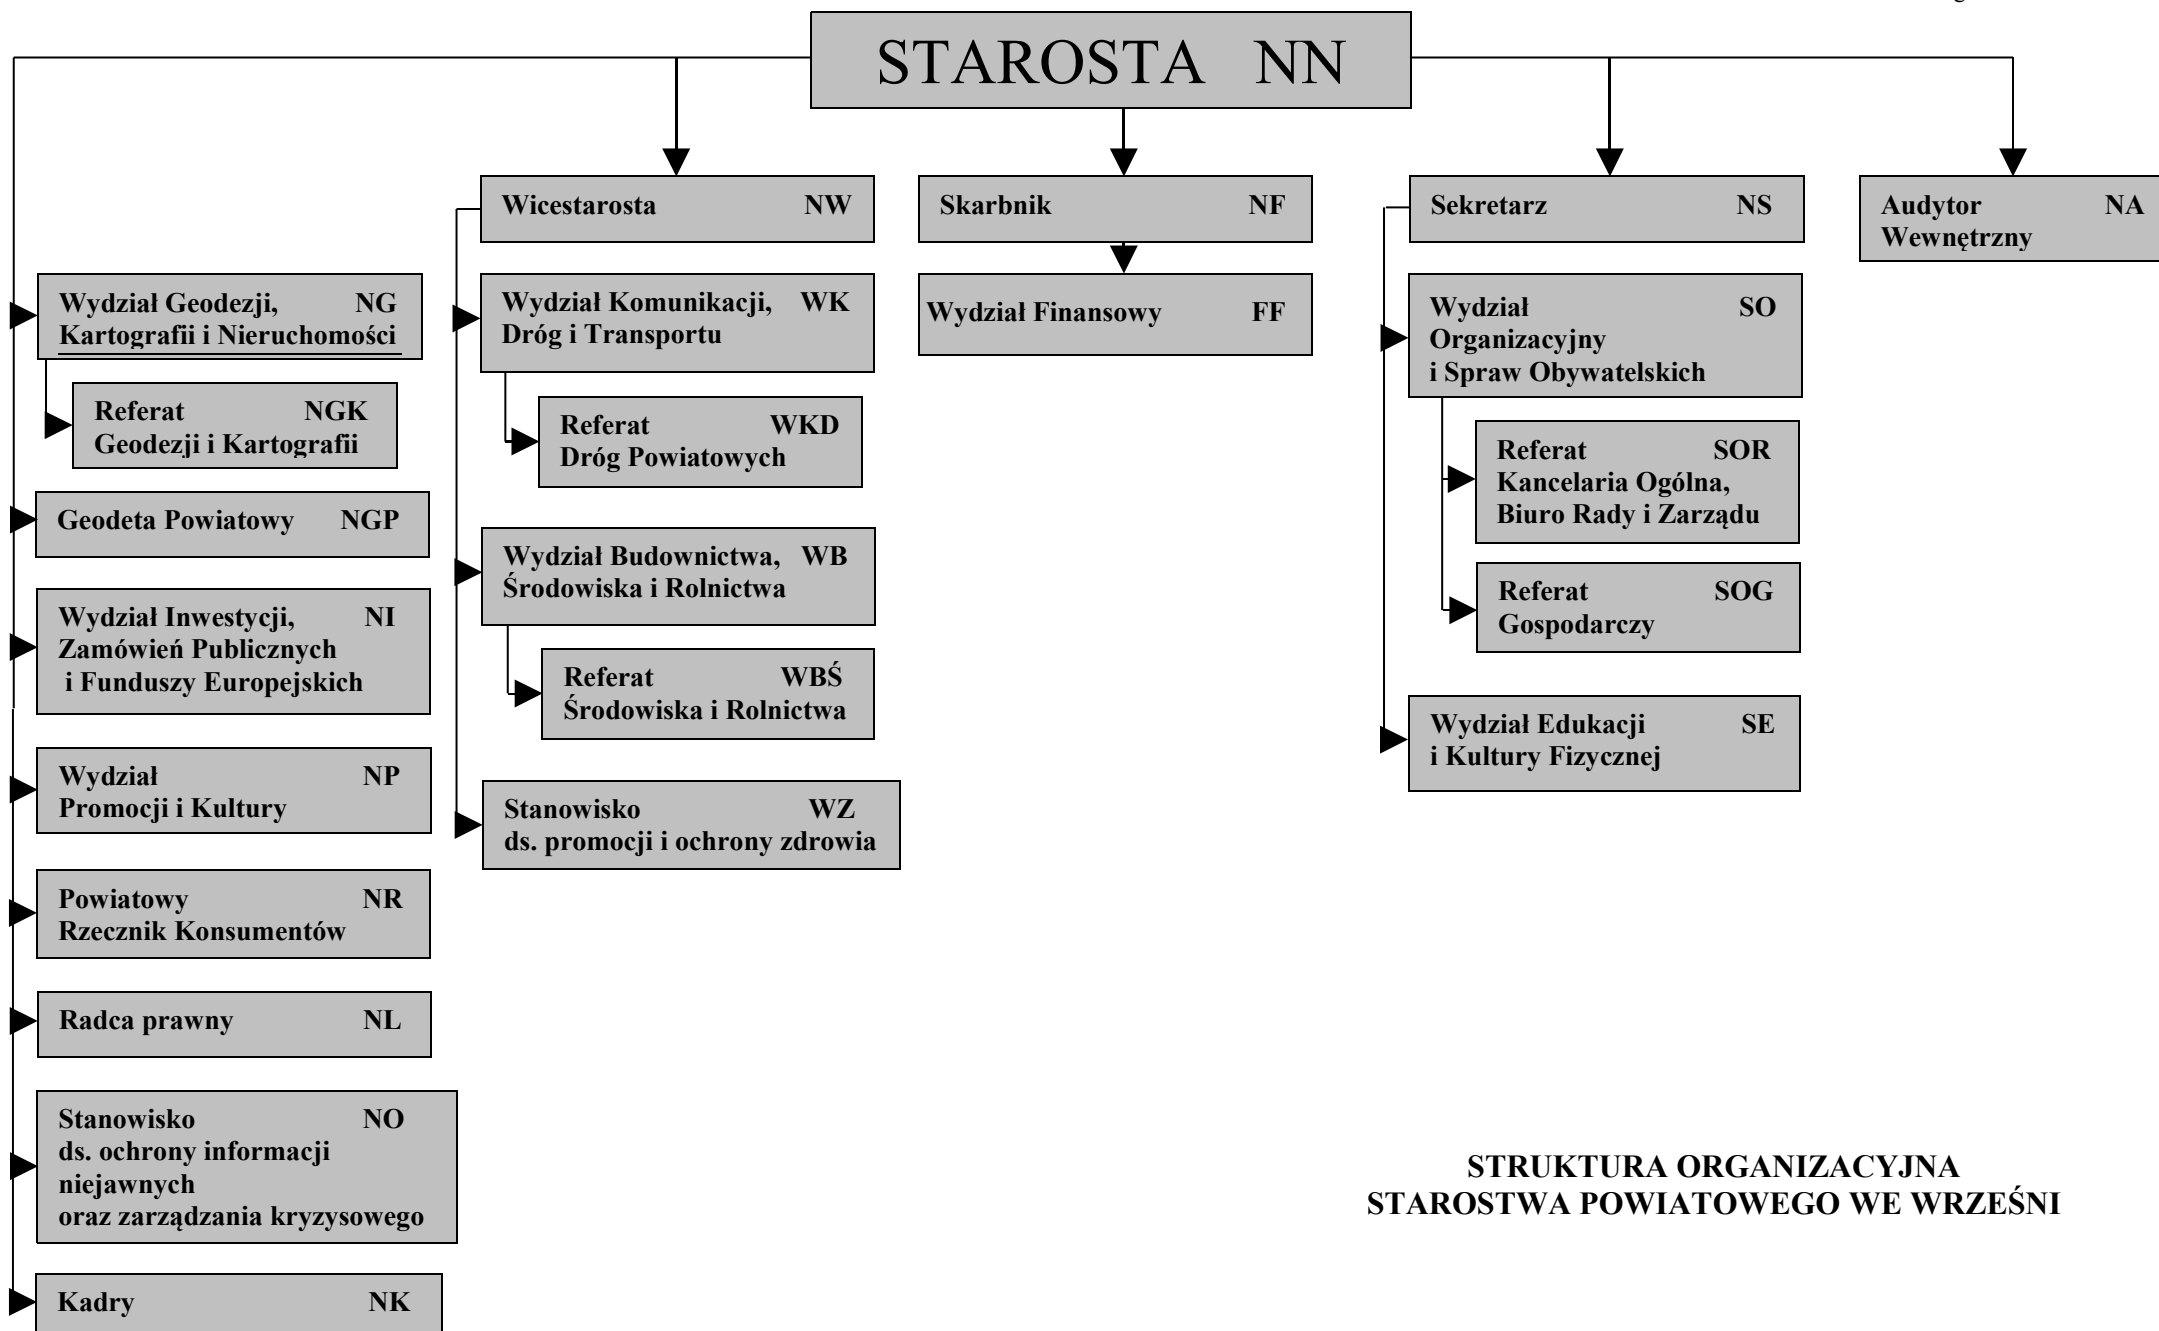 STAROSTA NN
Wicestarosta NW
Skarbnik NF
Sekretarz NS
Audytor NA
Wewnętrzny
Wydział Geodezji, NG
Kartografii i Nieruchomości
Referat NGK
Geodezji i Kartografii
Geodeta Powiatowy NGP
Wydział Inwestycji, NI
Zamówień Publicznych
i Funduszy Europejskich
Wydział NP
Promocji i Kultury
Powiatowy NR
Rzecznik Konsumentów
Radca prawny NL
Stanowisko NO
ds. ochrony informacji
niejawnych
oraz zarządzania kryzysowego
Kadry NK
Wydział Komunikacji, WK
Dróg i Transportu
Referat WKD
Dróg Powiatowych
Wydział Budownictwa, WB
Środowiska i Rolnictwa
Referat WBŚ
Środowiska i Rolnictwa
Stanowisko WZ
ds. promocji i ochrony zdrowia
Wydział Finansowy FF
Wydział SO
Organizacyjny
i Spraw Obywatelskich
Referat SOR
Kancelaria Ogólna,
Biuro Rady i Zarządu
Referat SOG
Gospodarczy
Wydział Edukacji SE
i Kultury Fizycznej
STRUKTURA ORGANIZACYJNA
STAROSTWA POWIATOWEGO WE WRZEŚNI